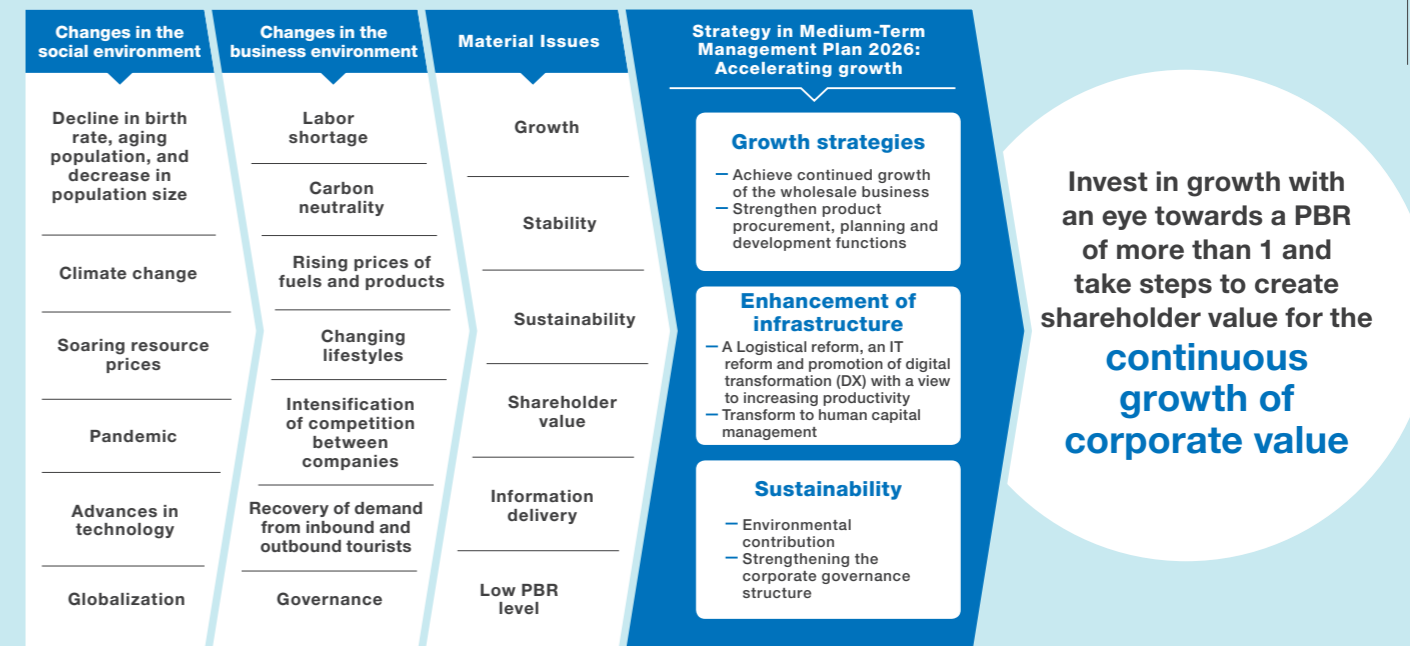 Changes in the
social environment
Decline in birth
rate, aging
population, and
decrease in
population size
Climate change
Soaring resource
prices
Pandemic
Advances in
technology
Globalization
Changes in the
business environment
Labor
shortage
Carbon
neutrality
Rising prices of
fuels and products
Changing
lifestyles
Intensification
of competition
between
companies
Recovery of demand
from inbound and
outbound tourists
Governance
Material Issues
Growth
Stability
Sustainability
Shareholder
value
Information
delivery
Low PBR
level
Strategy in Medium-Term
Management Plan 2026:
Accelerating growth
Growth strategies
— Achieve continued growth
of the wholesale business
— Strengthen product
procurement, planning and
development functions
Enhancement of
infrastructure
— A Logistical reform, an IT
reform and promotion of digital
transformation (DX) with a view
to increasing productivity
— Transform to human capital
management
Sustainability
— Environmental
contribution
— Strengthening the
corporate governance
structure
Invest in growth with
an eye towards a PBR
of more than 1 and
take steps to create
shareholder value for the
continuous
growth of
corporate value